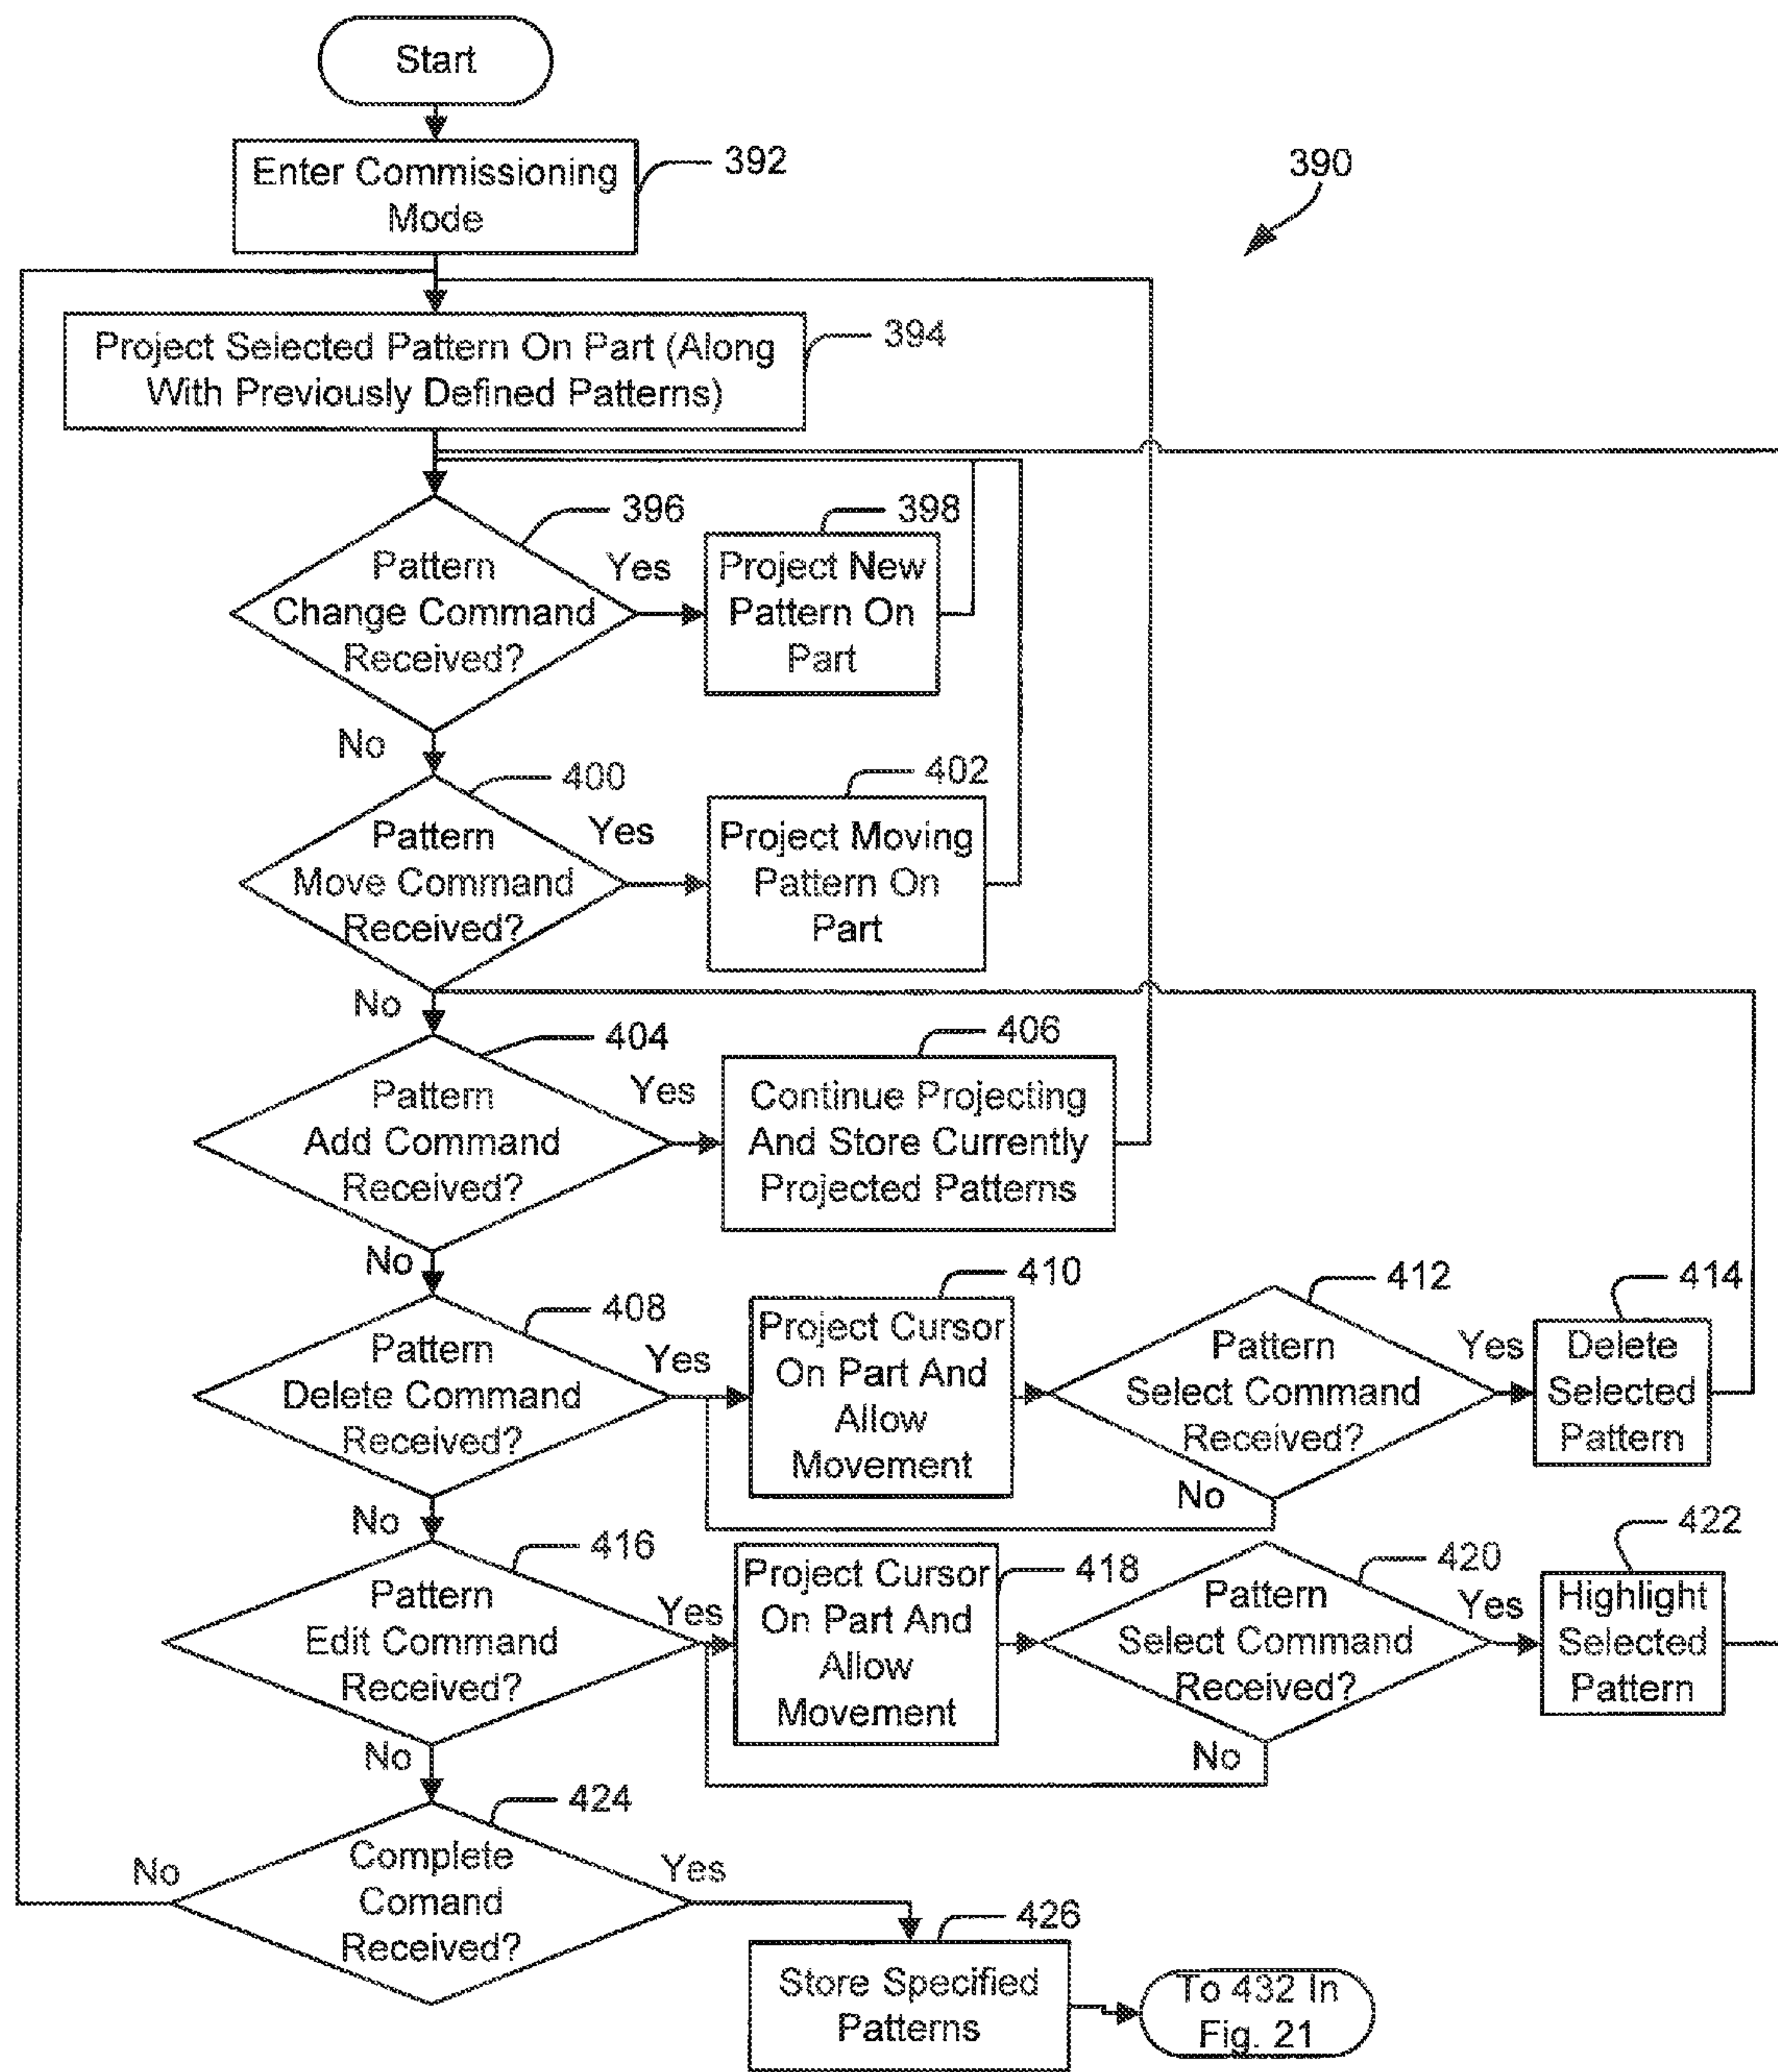 Start
Enter Commissioning
Mode
392
390
Project Selected Pattern On Part (Along
With Previously Defined Patterns)
394
396
Pattern
Change Command
Received?
Yes
No
398
Project New
Pattern On
Part
400
Pattern
Move Command
Received?
Yes
No
402
Project Moving
Pattern On
Part
404
Pattern
Add Command
Received?
Yes
No
406
Continue Projecting
And Store Currently
Projected Patterns
408
Pattern
Delete Command
Received?
Yes
No
410
Project Cursor
On Part And
Allow
Movement
412
Pattern
Select Command
Received?
Yes
No
414
Delete
Selected
Pattern
416
Pattern
Edit Command
Received?
Yes
No
418
Project Cursor
On Part And
Allow
Movement
420
Pattern
Select Command
Received?
Yes
No
422
Highlight
Selected
Pattern
424
Complete
Comand
Received?
No
Yes
426
Store Specified
Patterns
To 432 In
Fig. 21